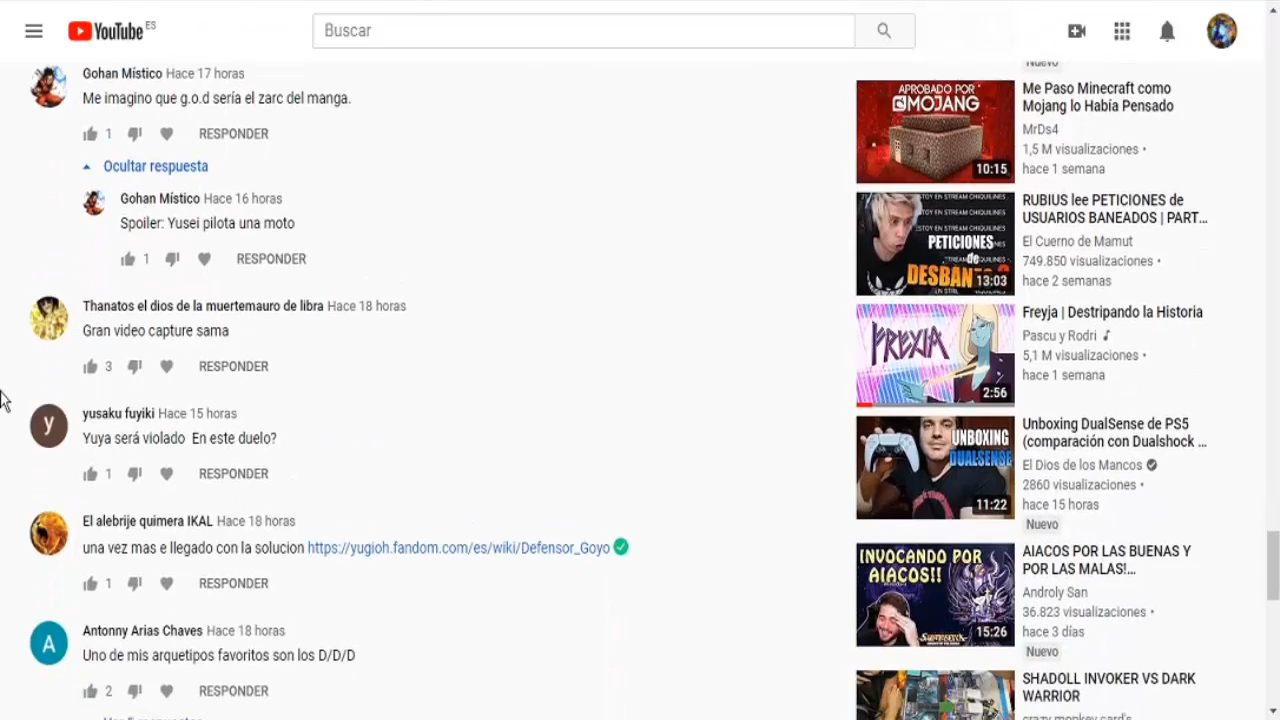 YouTube ES
Buscar
Gohan Místico Hace 17 horas
Me imagino que g.o.d sería el zarc del manga.
1 RESPONDER
Ocultar respuesta
Gohan Místico Hace 16 horas
Spoiler: Yusei pilota una moto
1 RESPONDER
Thanatos el dios de la muertemauro de libra Hace 18 horas
Gran video capture sama
3 RESPONDER
y
yusaku fuyiki Hace 15 horas
Yuya será violado En este duelo?
1 RESPONDER
El alebrije quimera IKAL Hace 18 horas
una vez mas e llegado con la solucion https://yugioh.fandom.com/es/wiki/Defensor_Goyo
1 RESPONDER
A
Antonny Arias Chaves Hace 18 horas
Uno de mis arquetipos favoritos son los D/D/D
2 RESPONDER
Nuevo
APROBADO POR
MOJANG
10:15
Me Paso Minecraft como
Mojang lo Habia Pensado
MrDs4
1,5 M visualizaciones •
hace 1 semana
PETICIONES
de
13:03
RUBIUS lee PETICIONES de
USUARIOS BANEADOS | PART...
El Cuerno de Mamut
749.850 visualizaciones •
hace 2 semanas
FREYJA
2:56
Freyja | Destripando la Historia
Pascu y Rodri
5,1 M visualizaciones •
hace 1 semana
UNBOXING
DUALSENSE
11:22
Unboxing DualSense de PS5
(comparación con Dualshock ...
El Dios de los Mancos
2860 visualizaciones •
hace 15 horas
Nuevo
INVOCANDO POR
AIACOS!!
15:26
AIACOS POR LAS BUENAS Y
POR LAS MALAS!...
Androly San
36.823 visualizaciones •
hace 3 días
Nuevo
SHADOLL INVOKER VS DARK
WARRIOR
crazy monkey card's